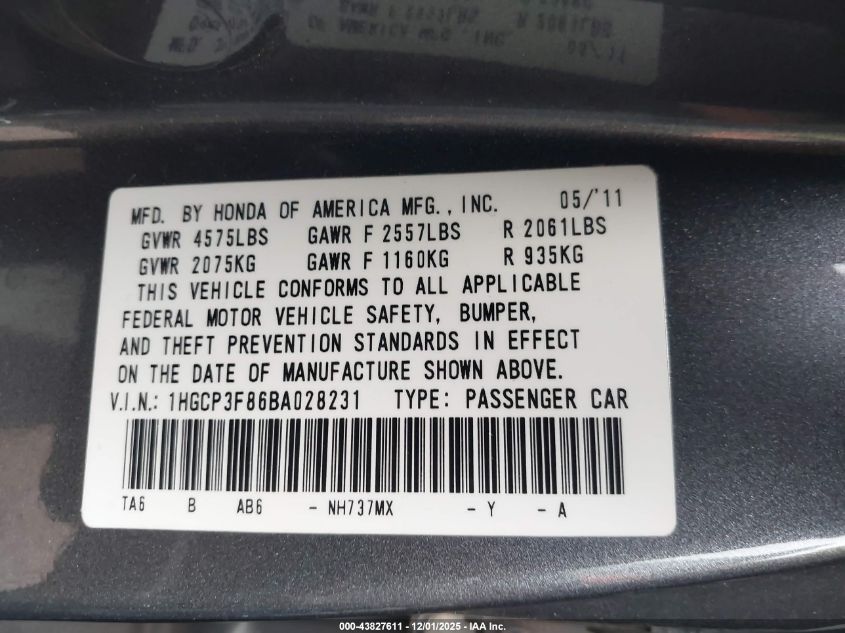 MFD. BY HONDA OF AMERICA MFG., INC. 05/'11
GVWR 4575LBS GAWR F 2557LBS R 2061LBS
GVWR 2075KG GAWR F 1160KG R 935KG
THIS VEHICLE CONFORMS TO ALL APPLICABLE
FEDERAL MOTOR VEHICLE SAFETY, BUMPER,
AND THEFT PREVENTION STANDARDS IN EFFECT
ON THE DATE OF MANUFACTURE SHOWN ABOVE.
V.I.N.: 1HGCP3F86BA028231 TYPE: PASSENGER CAR
TA6 B AB6 - NH737MX - Y - A
000-43827611 - 12/01/2025 - IAA Inc.